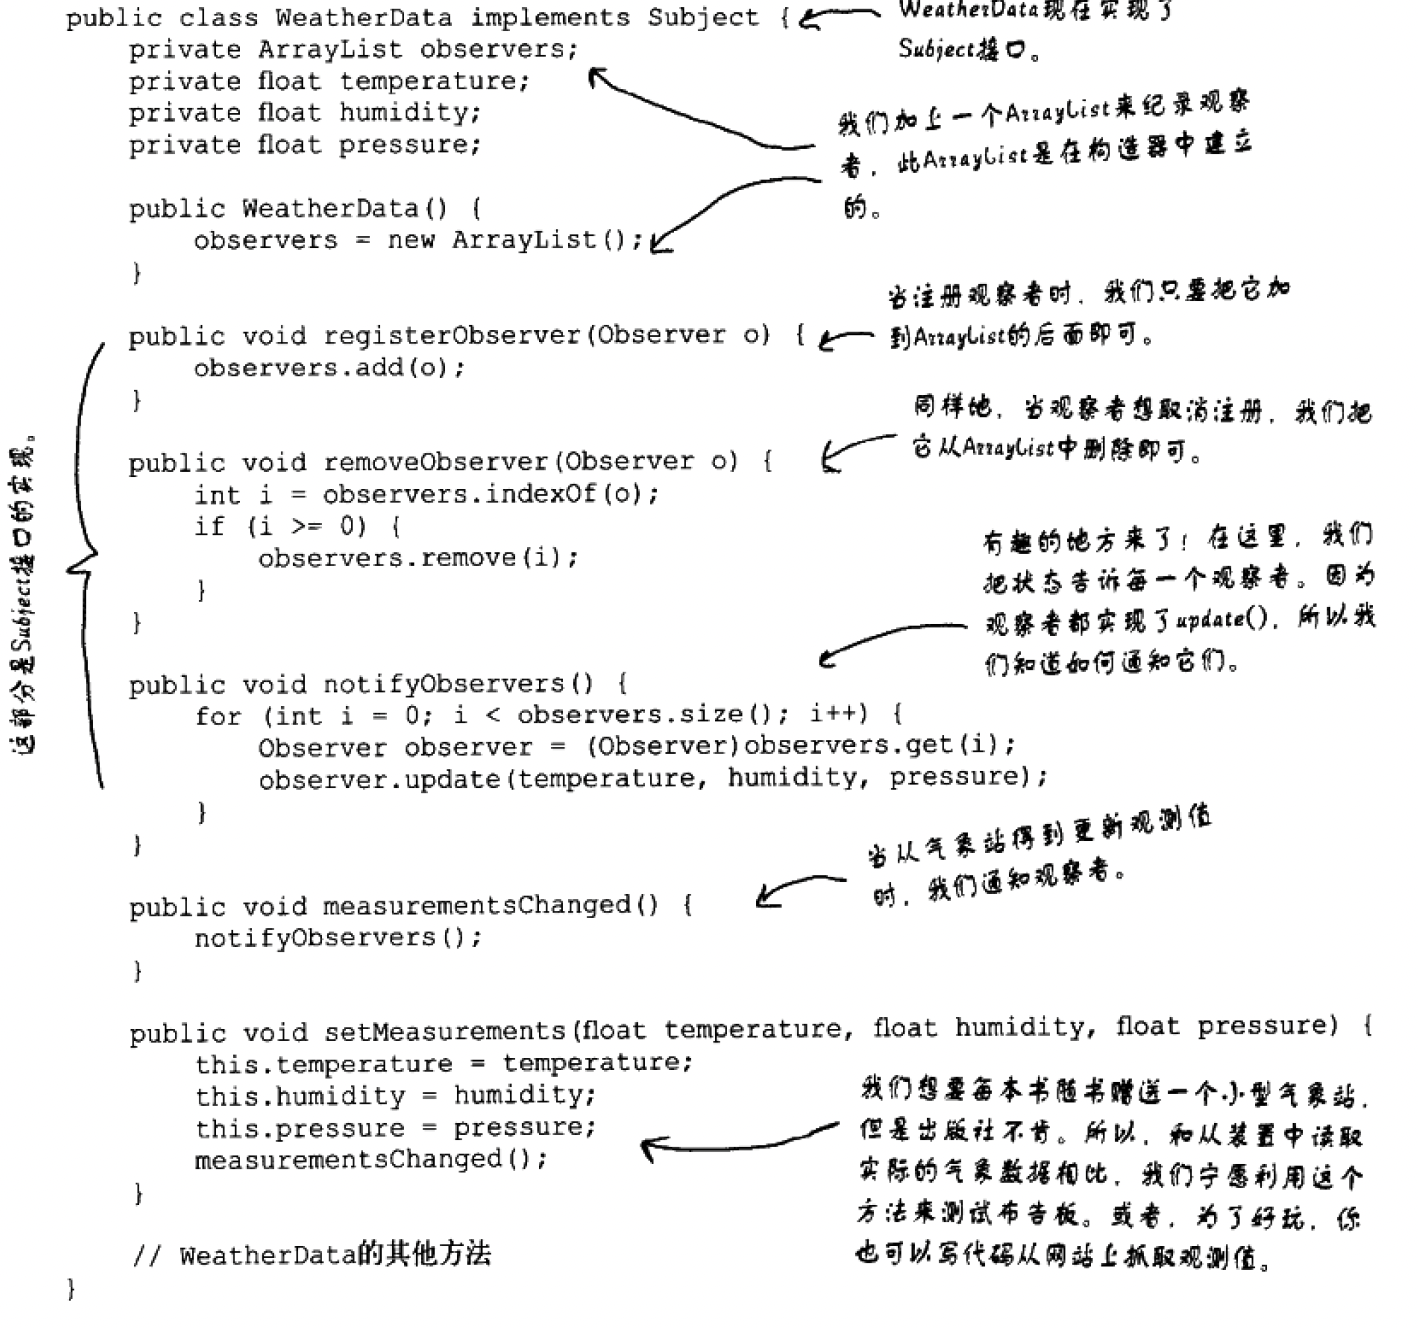 public class WeatherData implements Subject {
WeatherData现在实现了
Subject接口。
private ArrayList observers;
private float temperature;
private float humidity;
private float pressure;
我们加上一个ArrayList来纪录观察
者，此ArrayList是在构造器中建立
的。
public WeatherData() {
observers = new ArrayList();
}
当注册观察者时，我们只要把它加
到ArrayList的后面即可。
public void registerObserver(Observer o) {
observers.add(o);
}
同样地，当观察者想取消注册，我们把
它从ArrayList中删除即可。
public void removeObserver(Observer o) {
int i = observers.indexOf(o);
if (i >= 0) {
observers.remove(i);
}
}
有趣的地方来了！在这里，我们
把状态告诉每一个观察者。因为
观察者都实现了update()，所以我
们知道如何通知它们。
public void notifyObservers() {
for (int i = 0; i < observers.size(); i++) {
Observer observer = (Observer)observers.get(i);
observer.update(temperature, humidity, pressure);
}
}
这部分是Subject接口的实现。
当从气象站得到更新观测值
时，我们通知观察者。
public void measurementsChanged() {
notifyObservers();
}
public void setMeasurements(float temperature, float humidity, float pressure) {
this.temperature = temperature;
this.humidity = humidity;
this.pressure = pressure;
measurementsChanged();
}
我们想要每本书随书赠送一个小型气象站，
但是出版社不肯。所以，和从装置中读取
实际的气象数据相比，我们宁愿利用这个
方法来测试布告板。或者，为了好玩，你
也可以写代码从网站上抓取观测值。
// WeatherData的其他方法
}